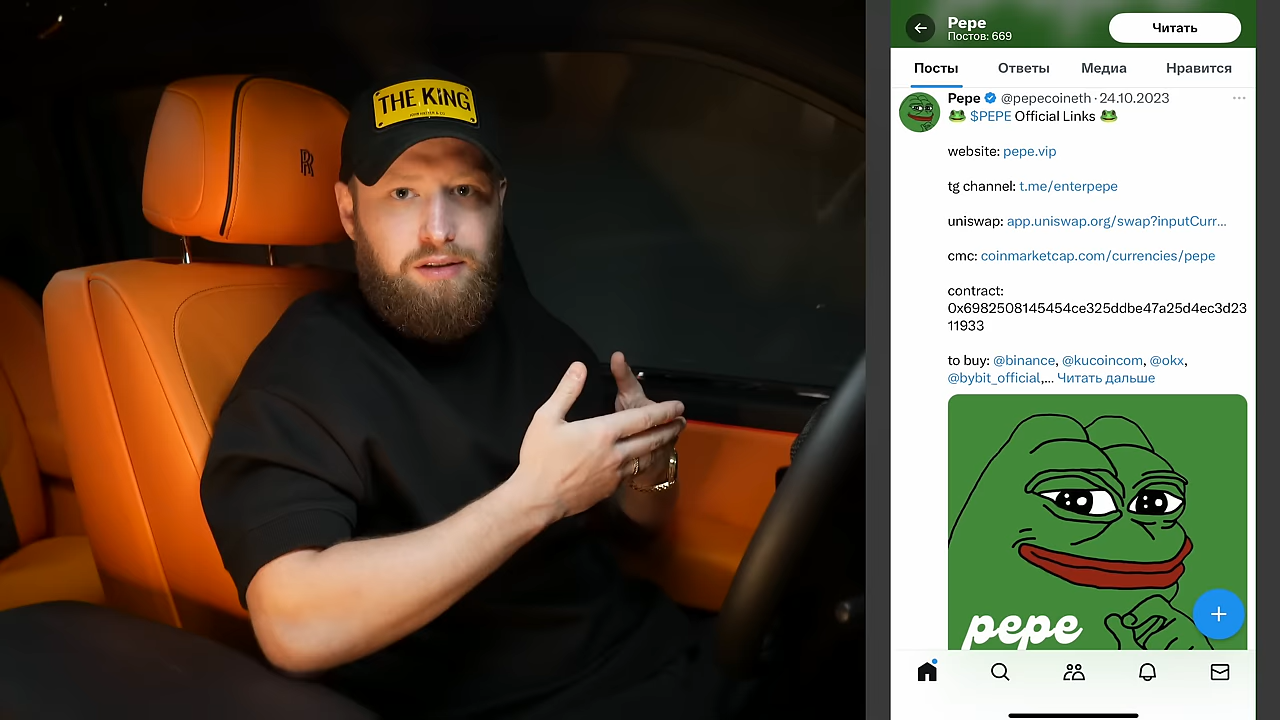 THE KING
RR
Pepe
Постов: 669
Читать
Посты
Ответы
Медиа
Нравится
Pepe @pepecoineth · 24.10.2023
🐸 $PEPE Official Links 🐸
website: pepe.vip
tg channel: t.me/enterpepe
uniswap: app.uniswap.org/swap?inputCurr...
cmc: coinmarketcap.com/currencies/pepe
contract:
0x6982508145454ce325ddbe47a25d4ec3d23
11933
to buy: @binance, @kucoincom, @okx,
@bybit_official,... Читать дальше
pepe